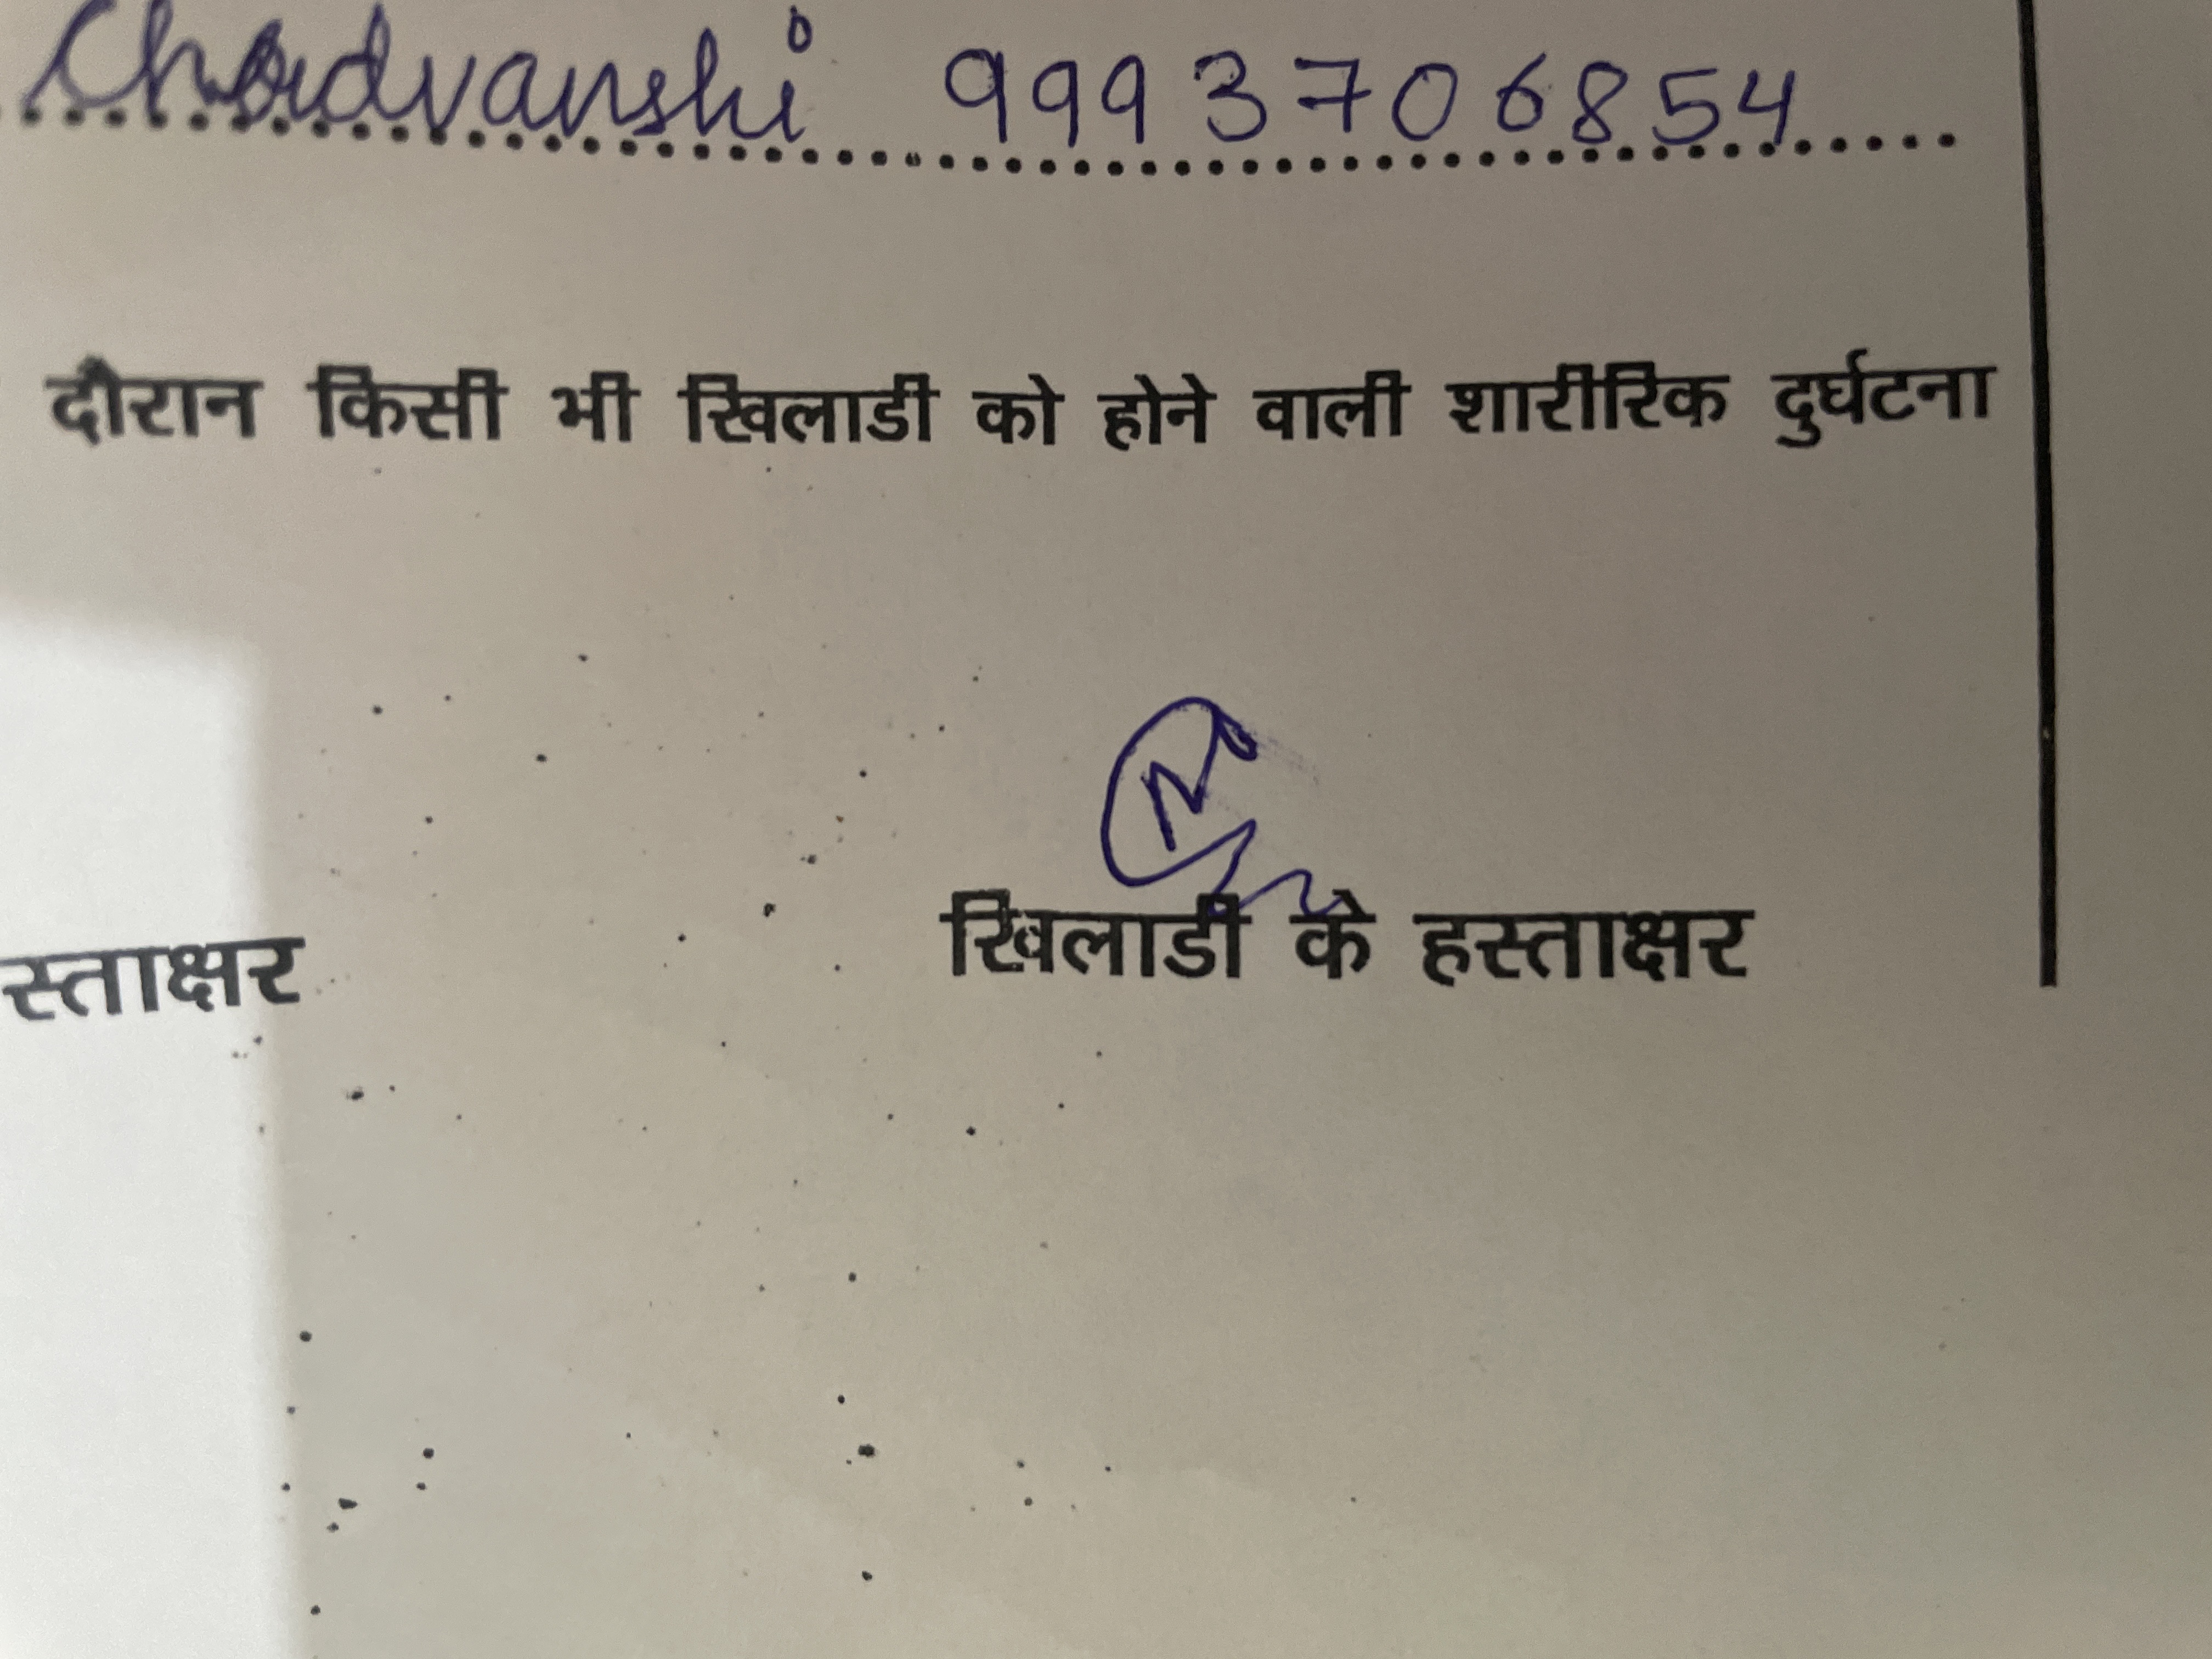 Chandvanshi 9993706854
दौरान किसी भी खिलाडी को होने वाली शारीरिक दुर्घटना
स्ताक्षर खिलाडी के हस्ताक्षर